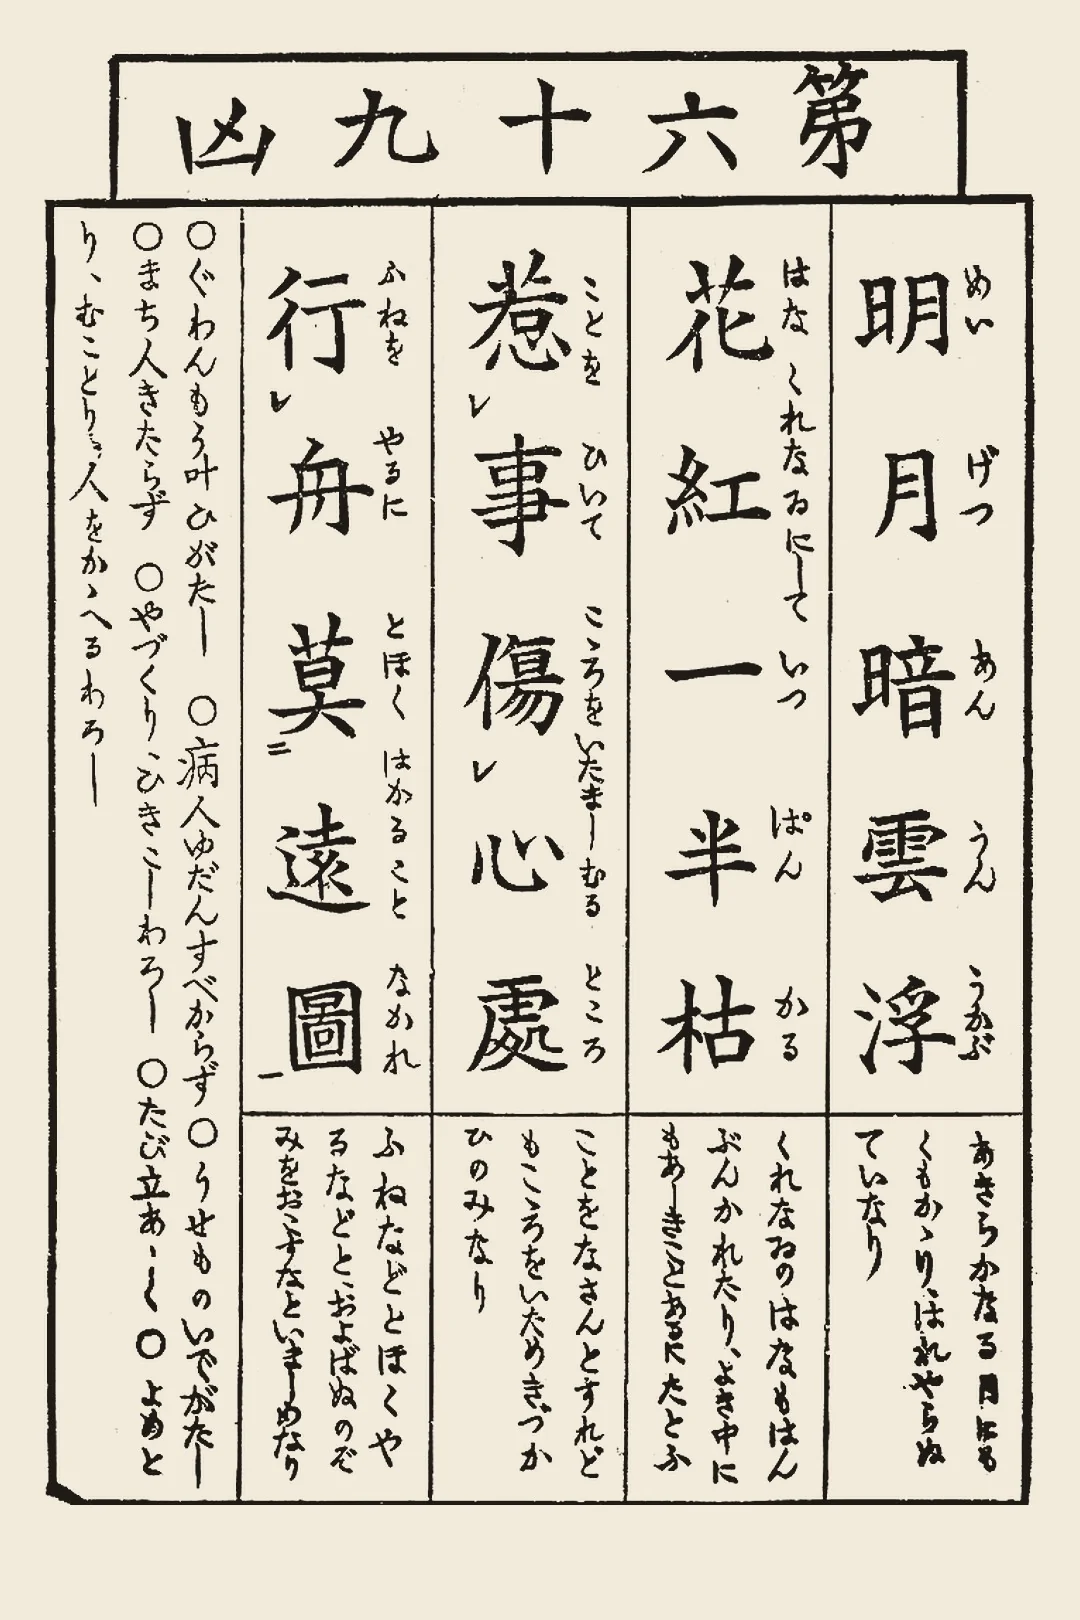 第六十九凶
めい げつ あん うん うかぶ
明月暗雲浮
あきらかなる月にも
くもかゝり、はれやらぬ
ていなり
はな くれなゐにして いつ ぱん かる
花紅一半枯
くれなゐのはなもはん
ぶんかれたり、よき中に
もあしきことあるにたとふ
ことを ひいて こゝろをいたましむる ところ
惹㆑事傷㆑心處
ことをなさんとすれど
もこゝろをいためきづか
ひのみなり
ふねを やるに とほく はかること なかれ
行㆑舟莫㆓遠圖㆒
ふねなどとほくや
るなどとゝおよばぬのぞ
みをおこすなといましめなり
○ぐわんもう叶ひがたし ○病人ゆだんすべからず○うせものいでがたし
○まち人きたらず ○やづくりゝひきこしわろし ○たび立あしく ○よめと
り、むことりゝ人をかゝへるわろし